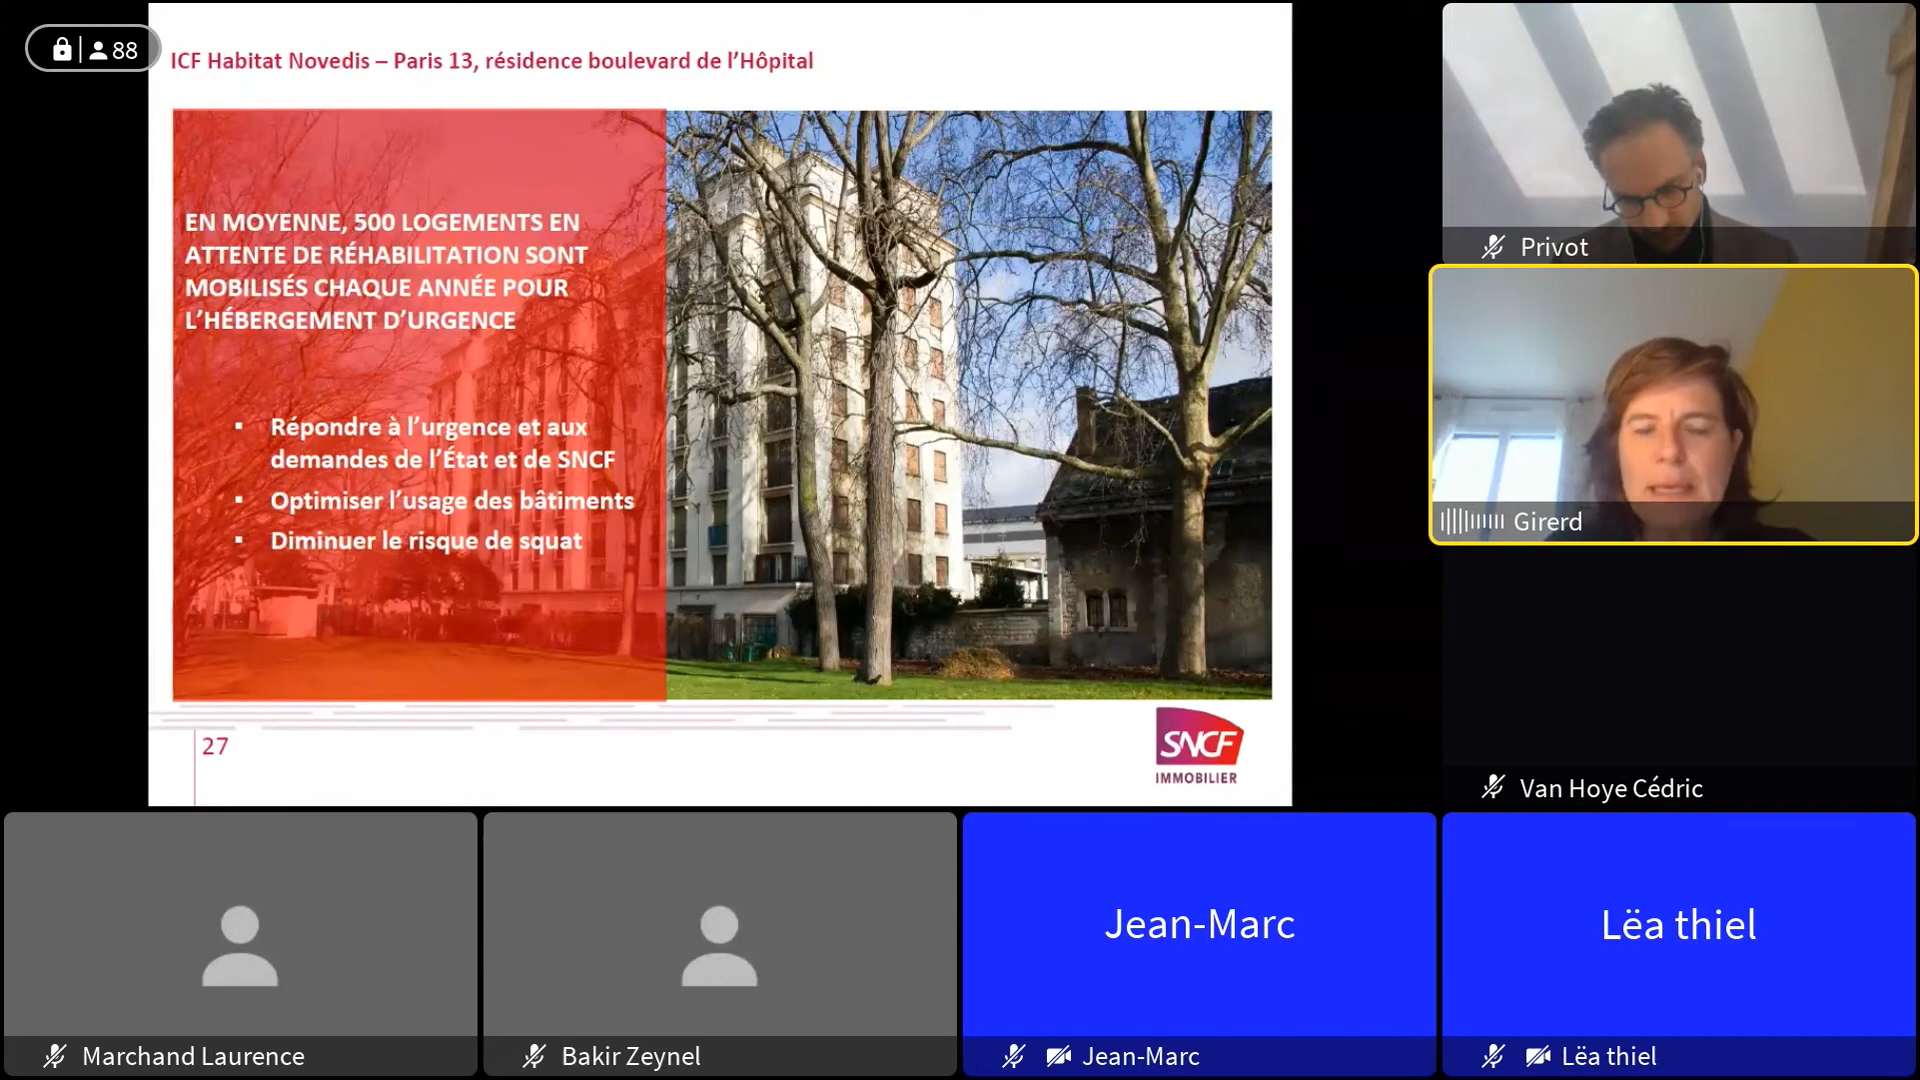 88
ICF Habitat Novedis – Paris 13, résidence boulevard de l’Hôpital
EN MOYENNE, 500 LOGEMENTS EN
ATTENTE DE RÉHABILITATION SONT
MOBILISÉS CHAQUE ANNÉE POUR
L’HÉBERGEMENT D’URGENCE
▪ Répondre à l’urgence et aux
demandes de l’État et de SNCF
▪ Optimiser l’usage des bâtiments
▪ Diminuer le risque de squat
27
SNCF
IMMOBILIER
Privot
Girerd
Van Hoye Cédric
Marchand Laurence
Bakir Zeynel
Jean-Marc
Jean-Marc
Lëa thiel
Lëa thiel